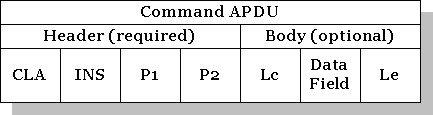 Command APDU
Header (required) Body (optional)
CLA INS P1 P2 Lc Data Field Le